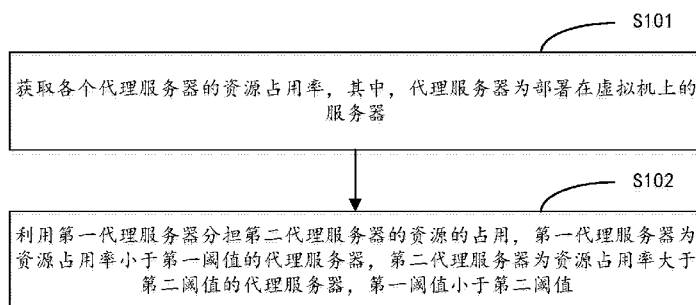 S101
获取各个代理服务器的资源占用率，其中，代理服务器为部署在虚拟机上的
服务器
S102
利用第一代理服务器分担第二代理服务器的资源的占用，第一代理服务器为
资源占用率小于第一阈值的代理服务器，第二代理服务器为资源占用率大于
第二阈值的代理服务器，第一阈值小于第二阈值